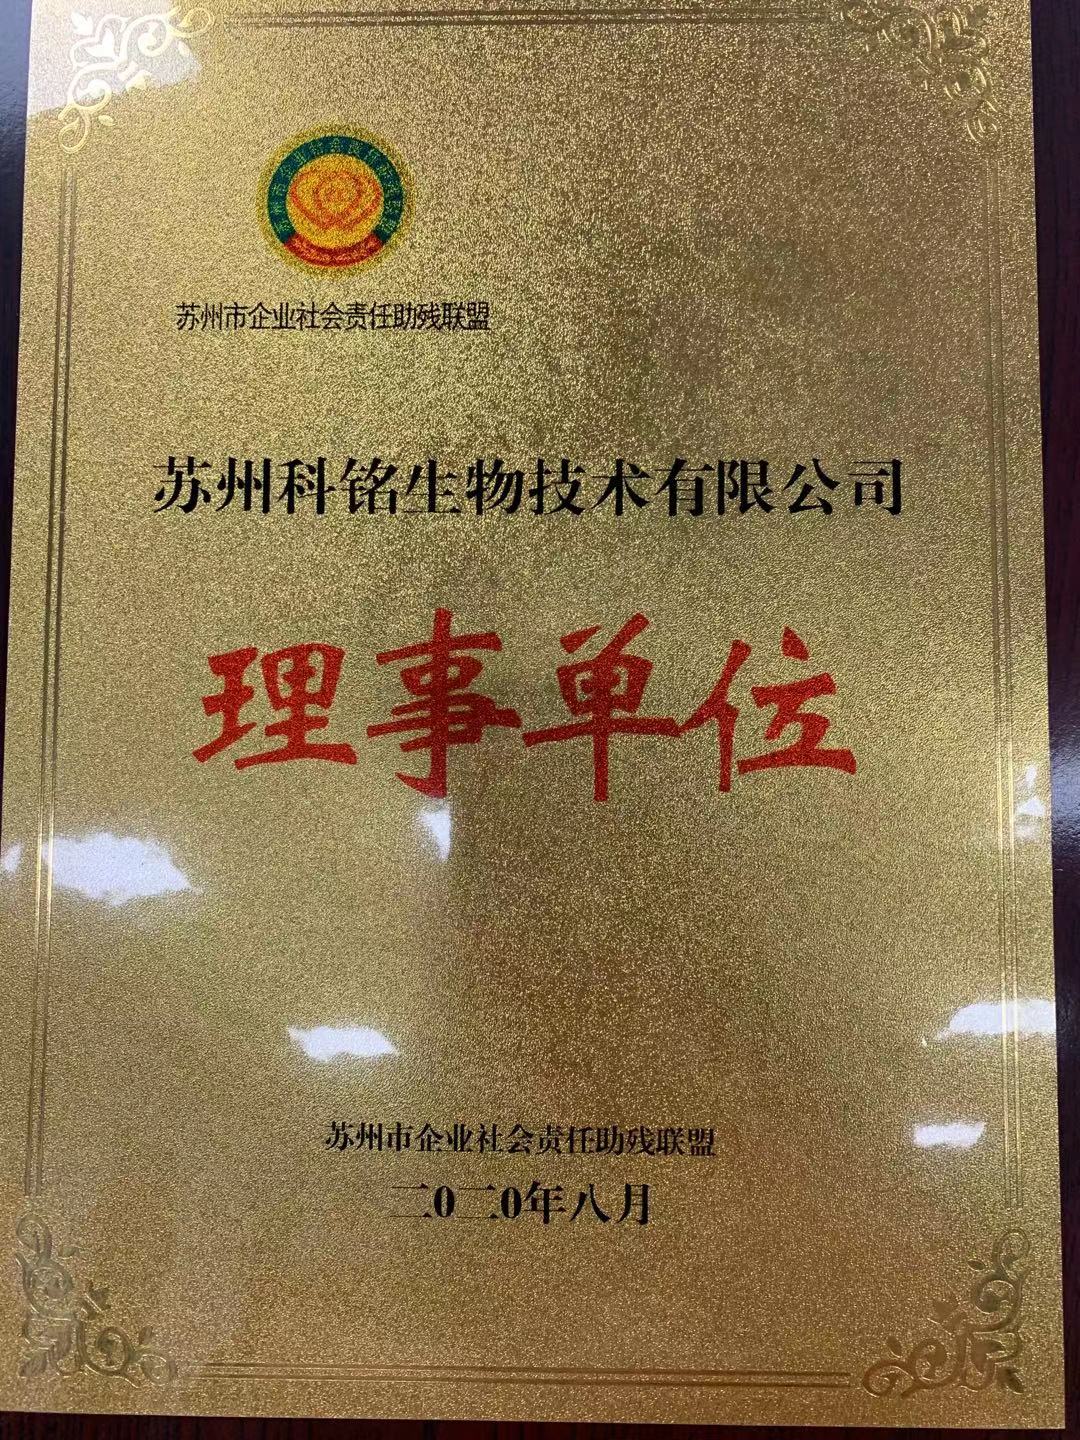 苏州市企业社会责任助残联盟
苏州科铭生物技术有限公司
理事单位
苏州市企业社会责任助残联盟
二0二0年八月